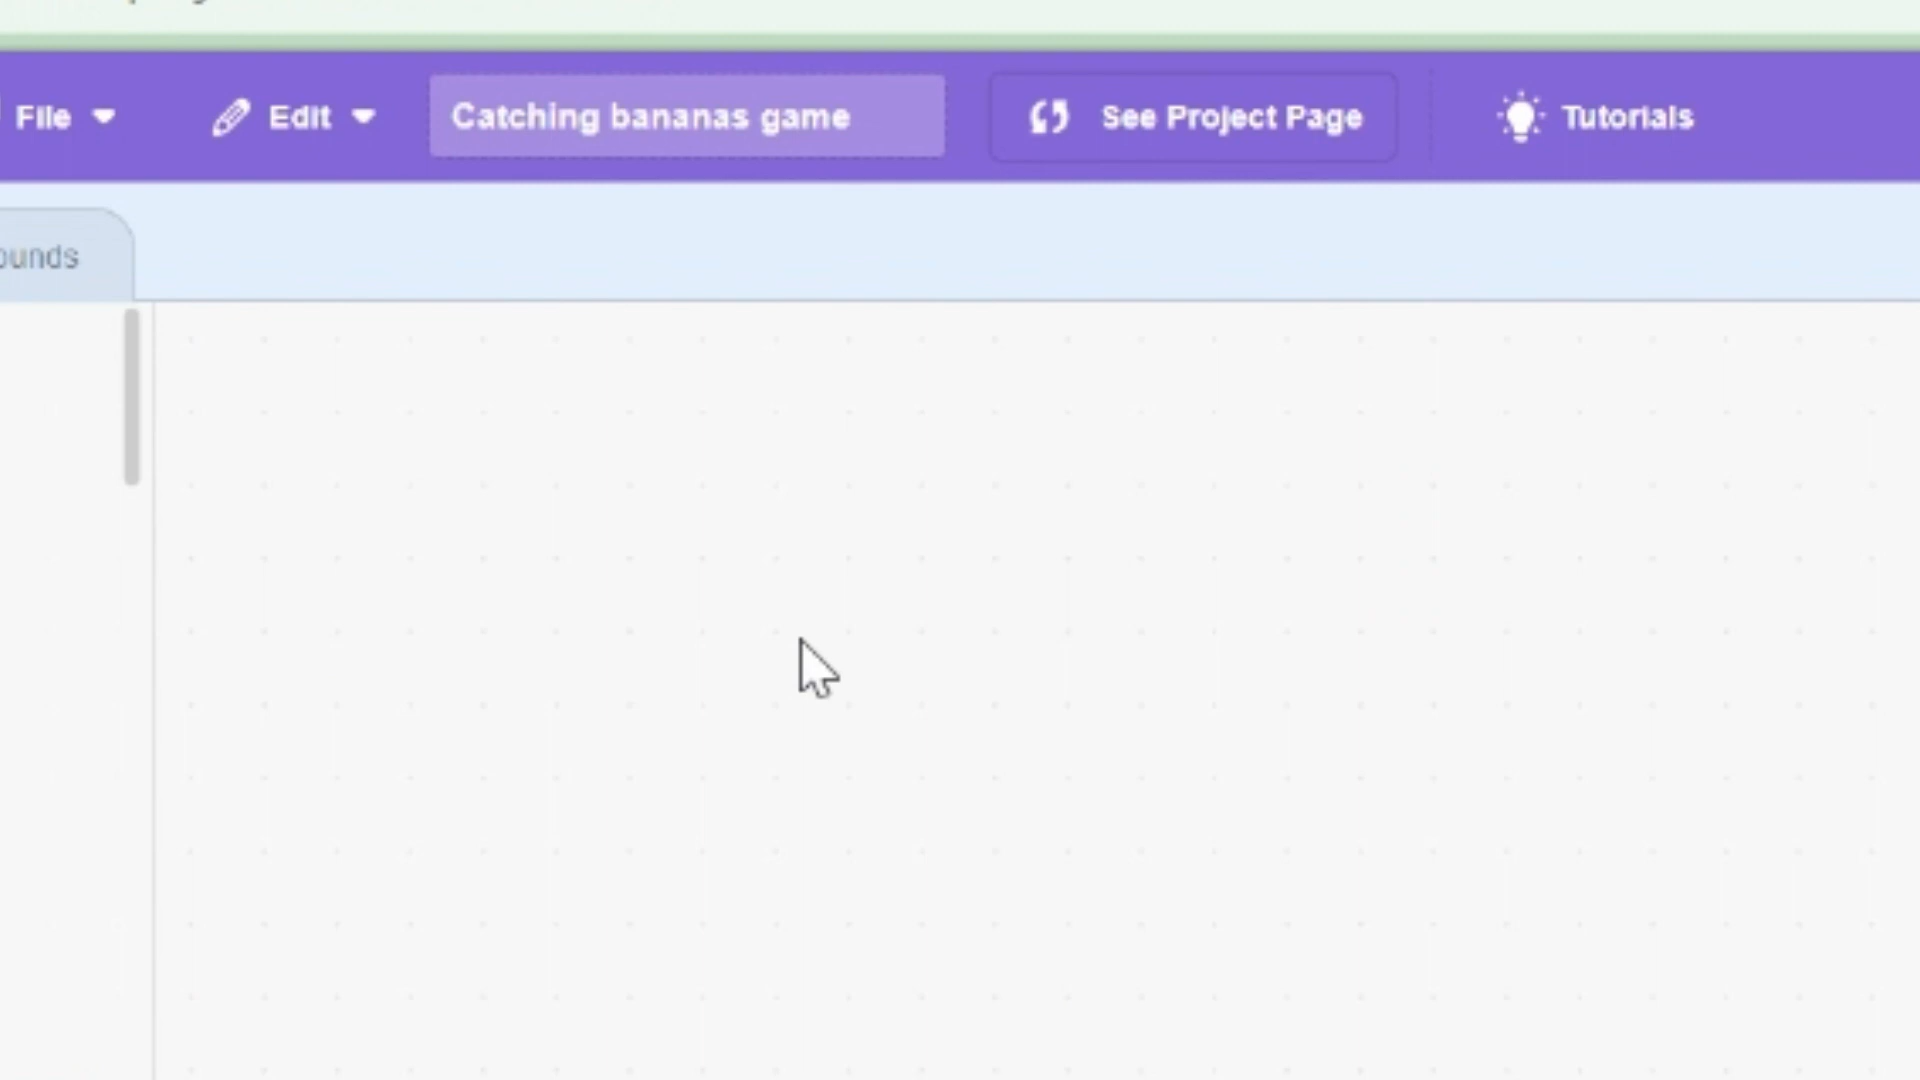 File
Edit
Catching bananas game
See Project Page
Tutorials
ounds